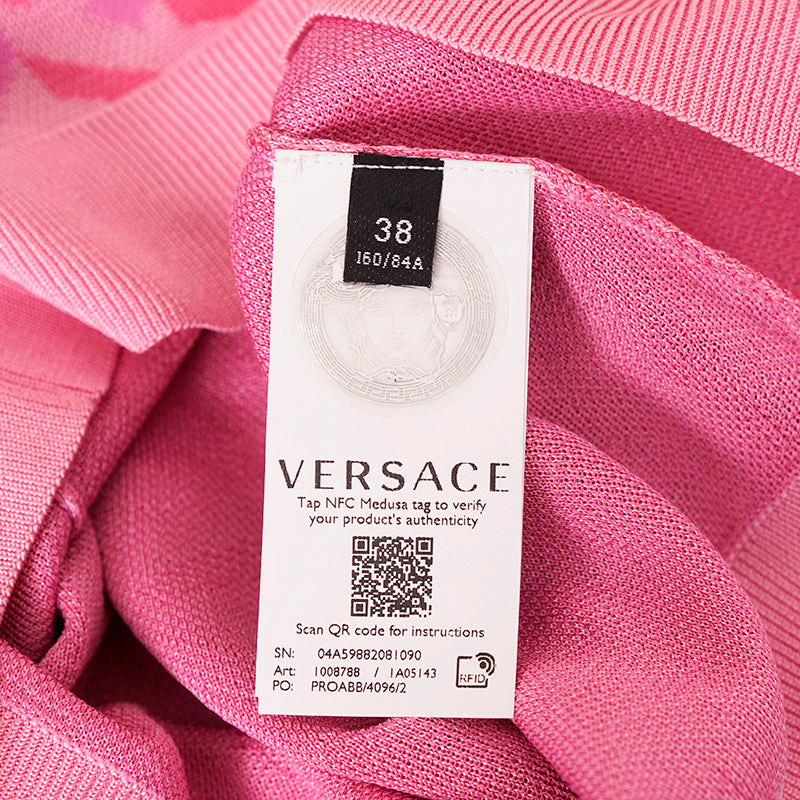 38
160/84A
VERSACE
Tap NFC Medusa tag to verify
your product's authenticity
Scan QR code for instructions
SN: 04A59882081090
Art: 1008788 / 1A05143
PO: PROABB/4096/2
RFID